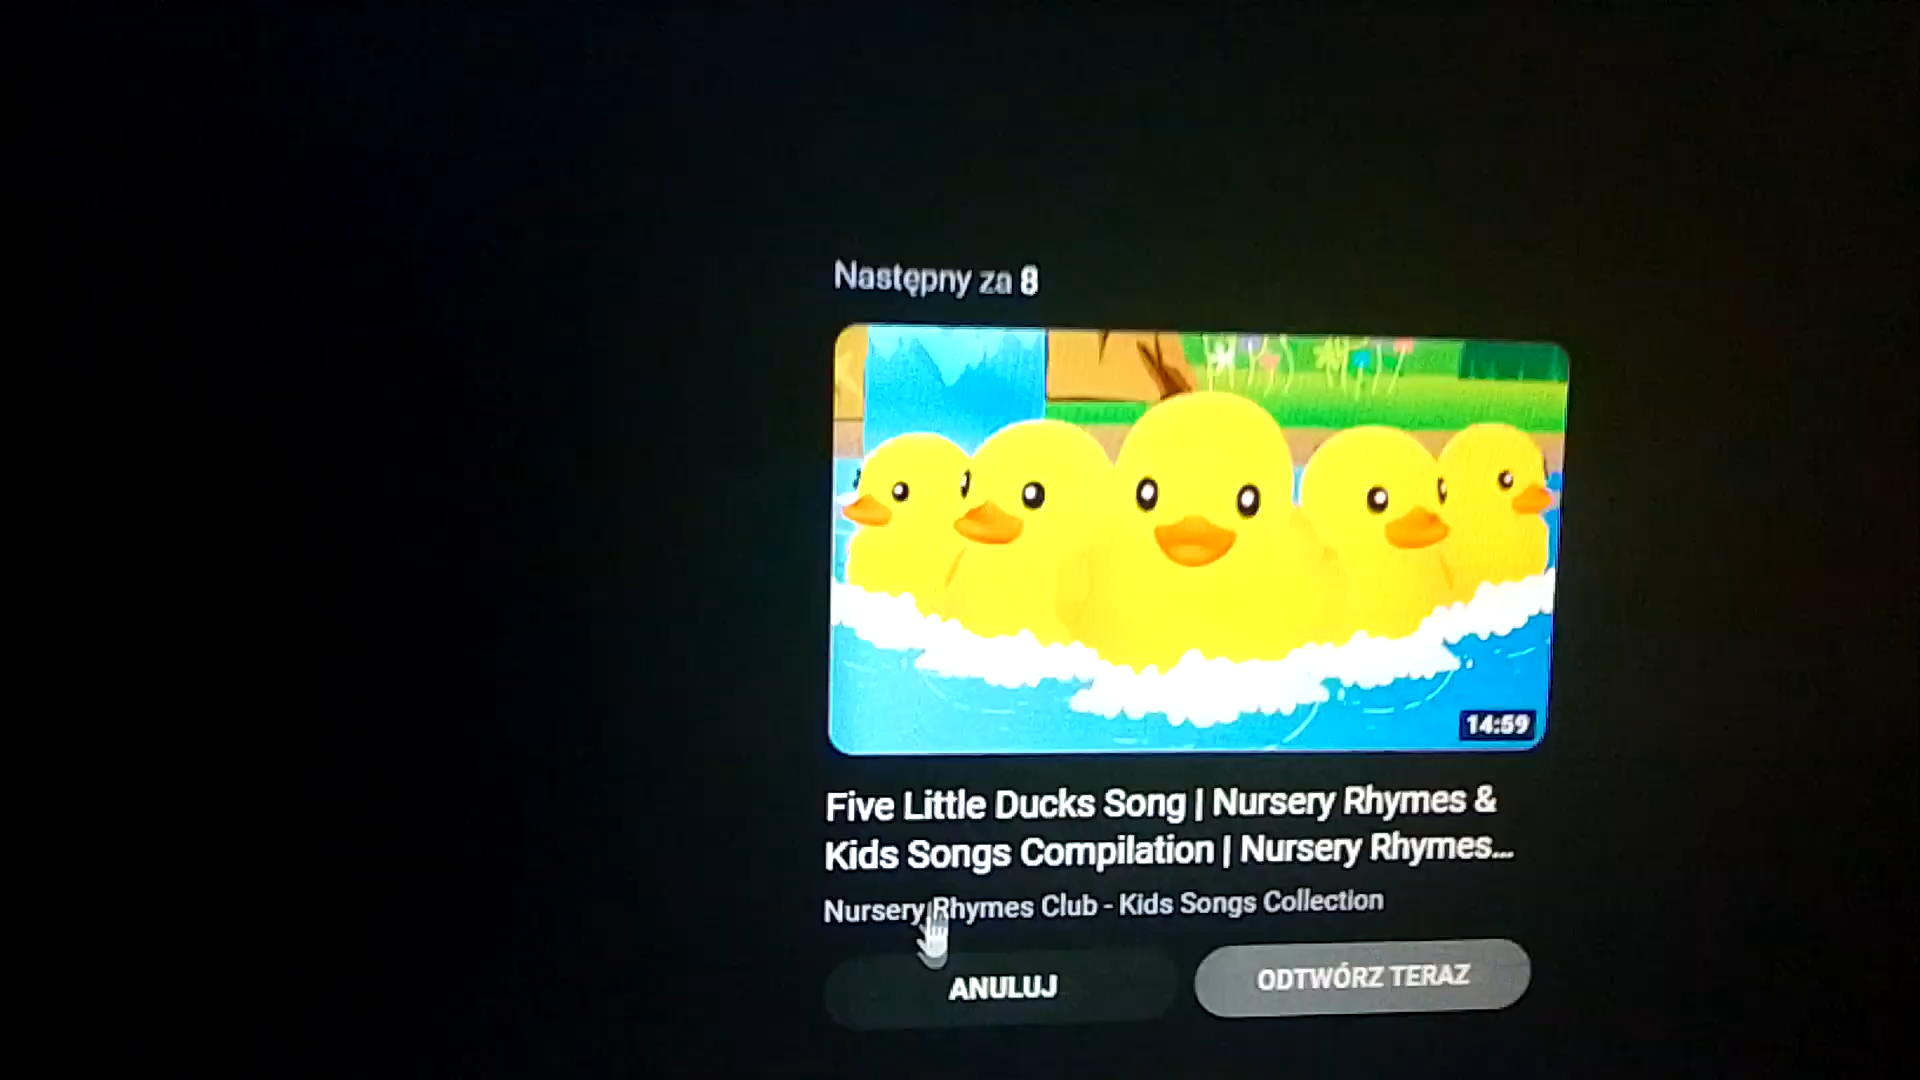 Następny za 8
14:59
Five Little Ducks Song | Nursery Rhymes &
Kids Songs Compilation | Nursery Rhymes...
Nursery Rhymes Club - Kids Songs Collection
ANULUJ
ODTWÓRZ TERAZ